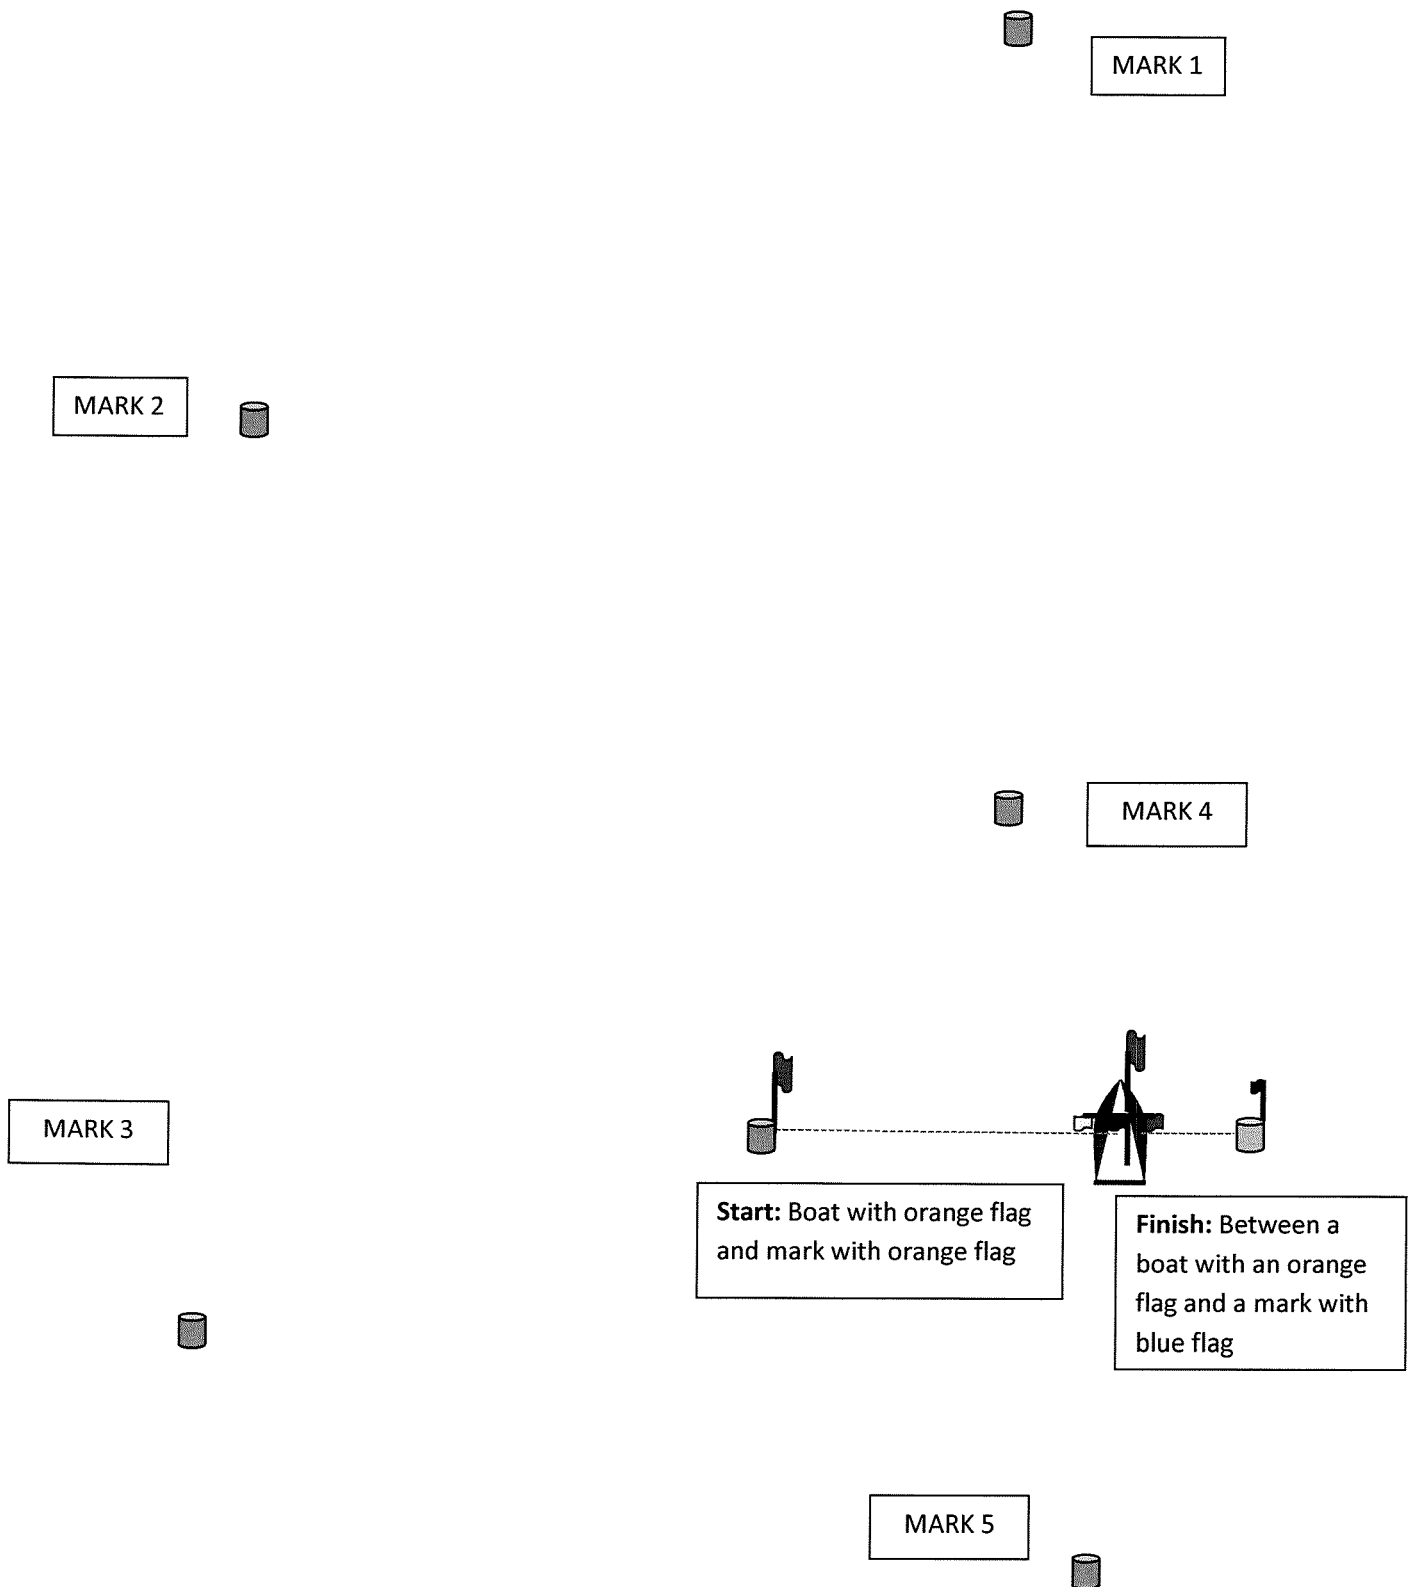 MARK 1
MARK 2
MARK 4
MARK 3
Start: Boat with orange flag
and mark with orange flag
Finish: Between a
boat with an orange
flag and a mark with
blue flag
MARK 5